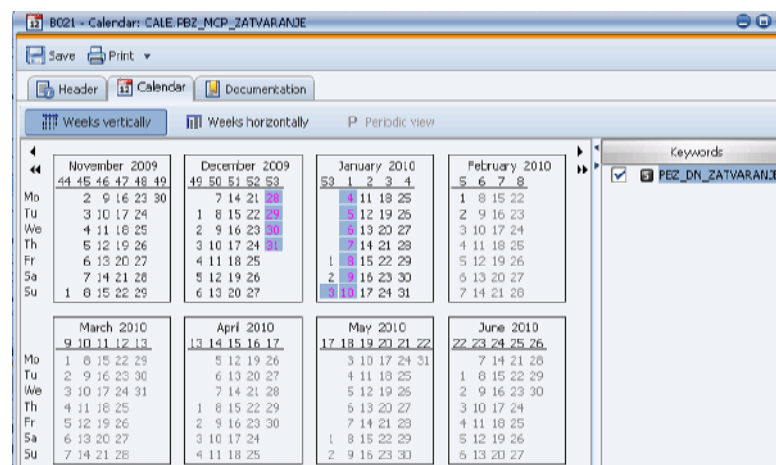 BC21 - Calendar: CALE.PBZ_MCP_ZATVARANJE
Save Print
Header Calendar Documentation
Weeks vertically Weeks horizontally P Periodic view
Keywords
PBZ_DN_ZATVARANJE
November 2009 December 2009 January 2010 February 2010
44 45 46 47 48 49 49 50 51 52 53 53 1 2 3 4 5 6 7 8
Mo 2 9 16 23 30 7 14 21 28 4 11 18 25 1 8 15 22
Tu 3 10 17 24 1 8 15 22 29 5 12 19 26 2 9 16 23
We 4 11 18 25 2 9 16 23 30 6 13 20 27 3 10 17 24
Th 5 12 19 26 3 10 17 24 31 7 14 21 28 4 11 18 25
Fr 6 13 20 27 4 11 18 25 1 8 15 22 29 5 12 19 26
Sa 7 14 21 28 5 12 19 26 2 9 16 23 30 6 13 20 27
Su 1 8 15 22 29 6 13 20 27 3 10 17 24 31 7 14 21 28
March 2010 April 2010 May 2010 June 2010
9 10 11 12 13 13 14 15 16 17 17 18 19 20 21 22 22 23 24 25 26
Mo 1 8 15 22 29 5 12 19 26 3 10 17 24 31 7 14 21 28
Tu 2 9 16 23 30 6 13 20 27 4 11 18 25 1 8 15 22 29
We 3 10 17 24 31 7 14 21 28 5 12 19 26 2 9 16 23 30
Th 4 11 18 25 1 8 15 22 29 6 13 20 27 3 10 17 24
Fr 5 12 19 26 2 9 16 23 30 7 14 21 28 4 11 18 25
Sa 6 13 20 27 3 10 17 24 1 8 15 22 29 5 12 19 26
Su 7 14 21 28 4 11 18 25 2 9 16 23 30 6 13 20 27